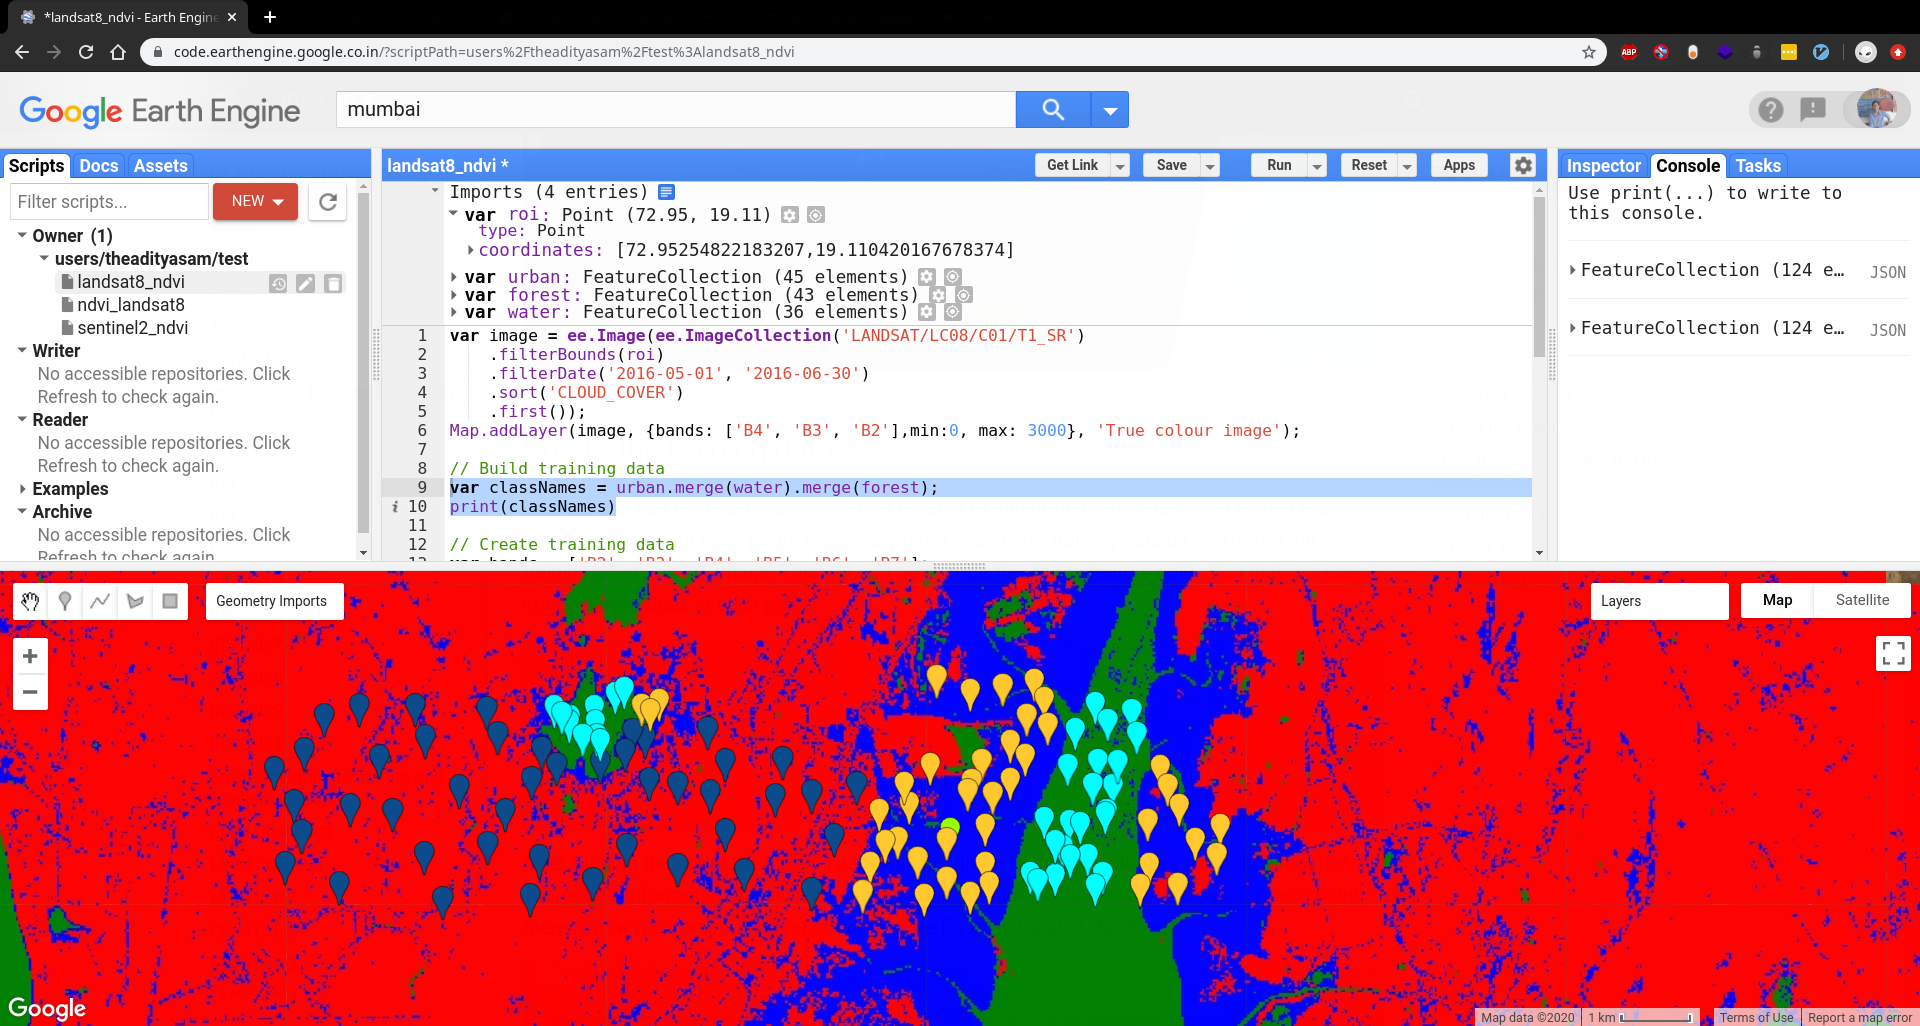 *landsat8_ndvi - Earth Engine
code.earthengine.google.co.in/?scriptPath=users%2Ftheadityasam%2Ftest%3Alandsat8_ndvi
ABP
Google Earth Engine
mumbai
Scripts Docs Assets
landsat8_ndvi *
Get Link Save Run Reset Apps
Inspector Console Tasks
Filter scripts...
NEW
Owner (1)
users/theadityasam/test
landsat8_ndvi
ndvi_landsat8
sentinel2_ndvi
Writer
No accessible repositories. Click
Refresh to check again.
Reader
No accessible repositories. Click
Refresh to check again.
Examples
Archive
No accessible repositories. Click
Refresh to check again.
Imports (4 entries)
var roi: Point (72.95, 19.11)
type: Point
coordinates: [72.95254822183207,19.110420167678374]
var urban: FeatureCollection (45 elements)
var forest: FeatureCollection (43 elements)
var water: FeatureCollection (36 elements)
1 var image = ee.Image(ee.ImageCollection('LANDSAT/LC08/C01/T1_SR')
2 .filterBounds(roi)
3 .filterDate('2016-05-01', '2016-06-30')
4 .sort('CLOUD_COVER')
5 .first());
6 Map.addLayer(image, {bands: ['B4', 'B3', 'B2'],min:0, max: 3000}, 'True colour image');
7
8 // Build training data
9 var classNames = urban.merge(water).merge(forest);
i 10 print(classNames)
11
12 // Create training data
13 var bands = ['B2', 'B3', 'B4', 'B5', 'B6', 'B7'];
Use print(...) to write to
this console.
FeatureCollection (124 e… JSON
FeatureCollection (124 e… JSON
Geometry Imports
Layers
Map Satellite
+
−
Google
Map data ©2020 1 km Terms of Use Report a map error